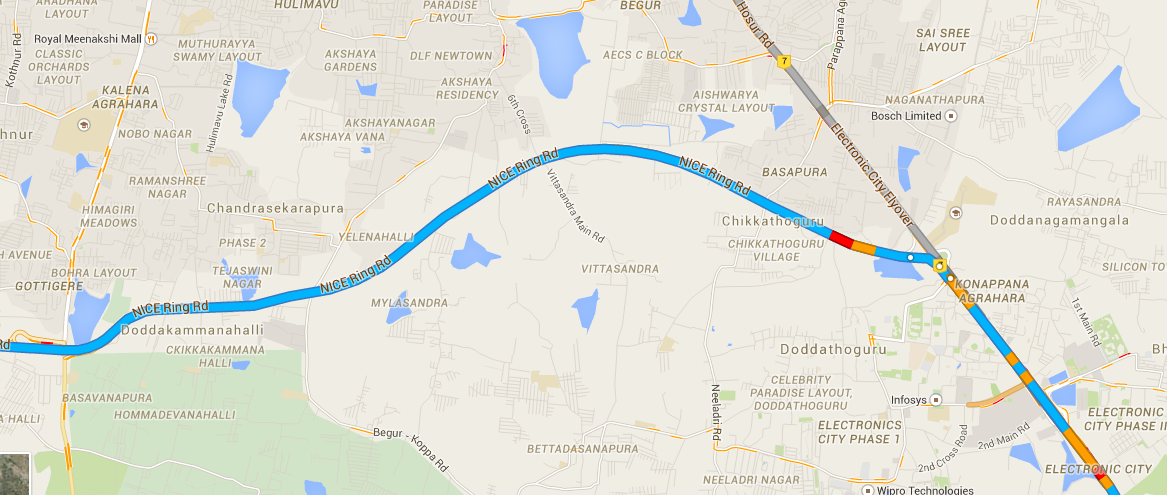 ARADHANA
LAYOUT
HULIMAVU
PARADISE
LAYOUT
BEGUR
Hosur Rd
Parappana Ag
SAI SREE
LAYOUT
Royal Meenakshi Mall
Kothnur Rd
CLASSIC
ORCHARDS
LAYOUT
MUTHURAYYA
SWAMY LAYOUT
AKSHAYA
GARDENS
DLF NEWTOWN
AECS C BLOCK
7
KALENA
AGRAHARA
Hulimavu Lake Rd
AKSHAYA
RESIDENCY
6th Cross
AISHWARYA
CRYSTAL LAYOUT
NAGANATHAPURA
Bosch Limited
hnur
NOBO NAGAR
AKSHAYANAGAR
AKSHAYA VANA
Electronic City Flyover
NICE Ring Rd
NICE Ring Rd
BASAPURA
RAMANSHREE
NAGAR
Vittasandra Main Rd
HIMAGIRI
MEADOWS
Chandrasekarapura
Chikkathoguru
RAYASANDRA
Doddanagamangala
PHASE 2
YELENAHALLI
CHIKKATHOGURU
VILLAGE
H AVENUE
BOHRA LAYOUT
GOTTIGERE
TEJASWINI
NAGAR
NICE Ring Rd
VITTASANDRA
SILICON TO
KONAPPANA
AGRAHARA
NICE Ring Rd
MYLASANDRA
1st Main Rd
Doddakammanahalli
Rd
CKIKKAKAMMANA
HALLI
Doddathoguru
Bh
BASAVANAPURA
HOMMADEVANAHALLI
A HALLI
CELEBRITY
PARADISE LAYOUT,
DODDATHOGURU
Infosys
Neeladri Rd
ELECTRONICS
CITY PHASE 1
ELECTRONIC
CITY PHASE II
Begur - Koppa Rd
2nd Cross Road
2nd Main Rd
BETTADASANAPURA
ELECTRONIC CITY
NEELADRI NAGAR
Wipro Technologies